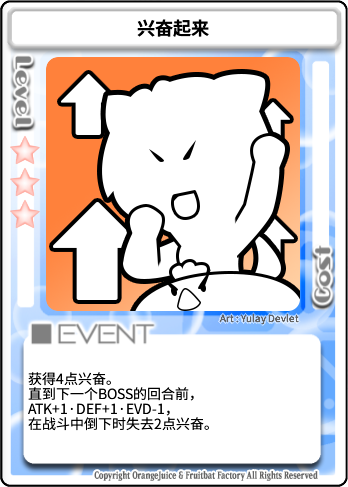 兴奋起来
Level
Cost
Art : Yulay Devlet
EVENT
获得4点兴奋。
直到下一个BOSS的回合前，
ATK+1·DEF+1·EVD-1，
在战斗中倒下时失去2点兴奋。
Copyright OrangeJuice & Fruitbat Factory All Rights Reserved